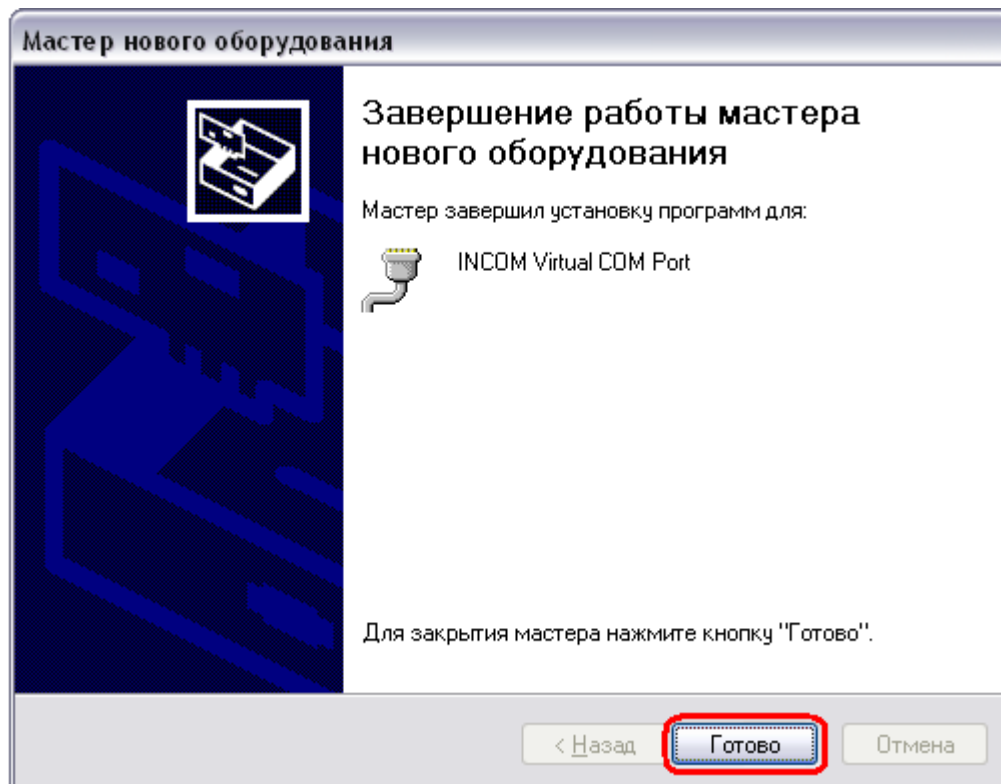 Мастер нового оборудования
Завершение работы мастера
нового оборудования
Мастер завершил установку программ для:
INCOM Virtual COM Port
Для закрытия мастера нажмите кнопку "Готово".
< Назад Готово Отмена